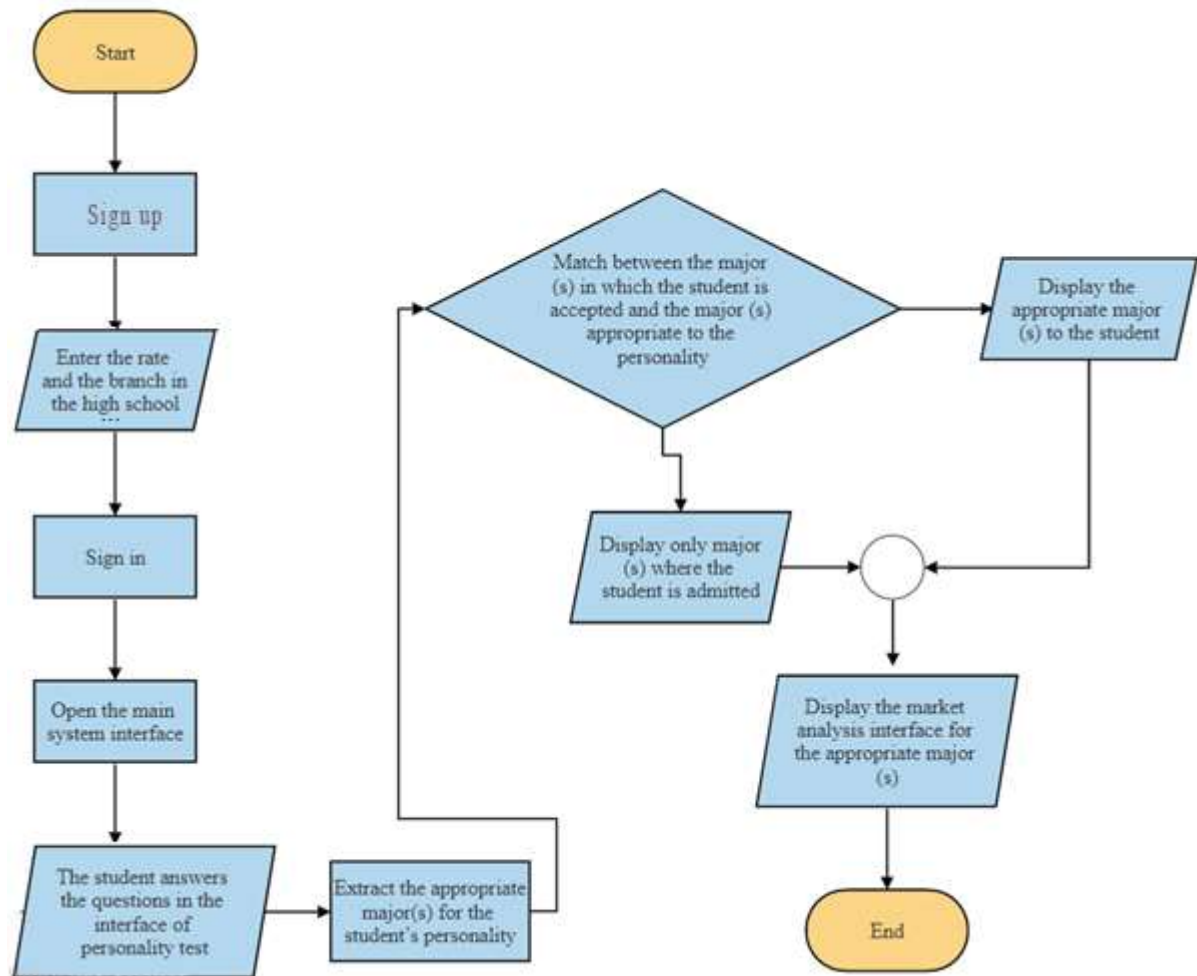 Start
Sign up
Enter the rate
and the branch in
the high school
...
Sign in
Open the main
system interface
The student answers
the questions in the
interface of
personality test
Extract the appropriate
major(s) for the
student's personality
Match between the major
(s) in which the student is
accepted and the major (s)
appropriate to the
personality
Display the
appropriate major
(s) to the student
Display only major
(s) where the
student is admitted
Display the market
analysis interface for
the appropriate major
(s)
End